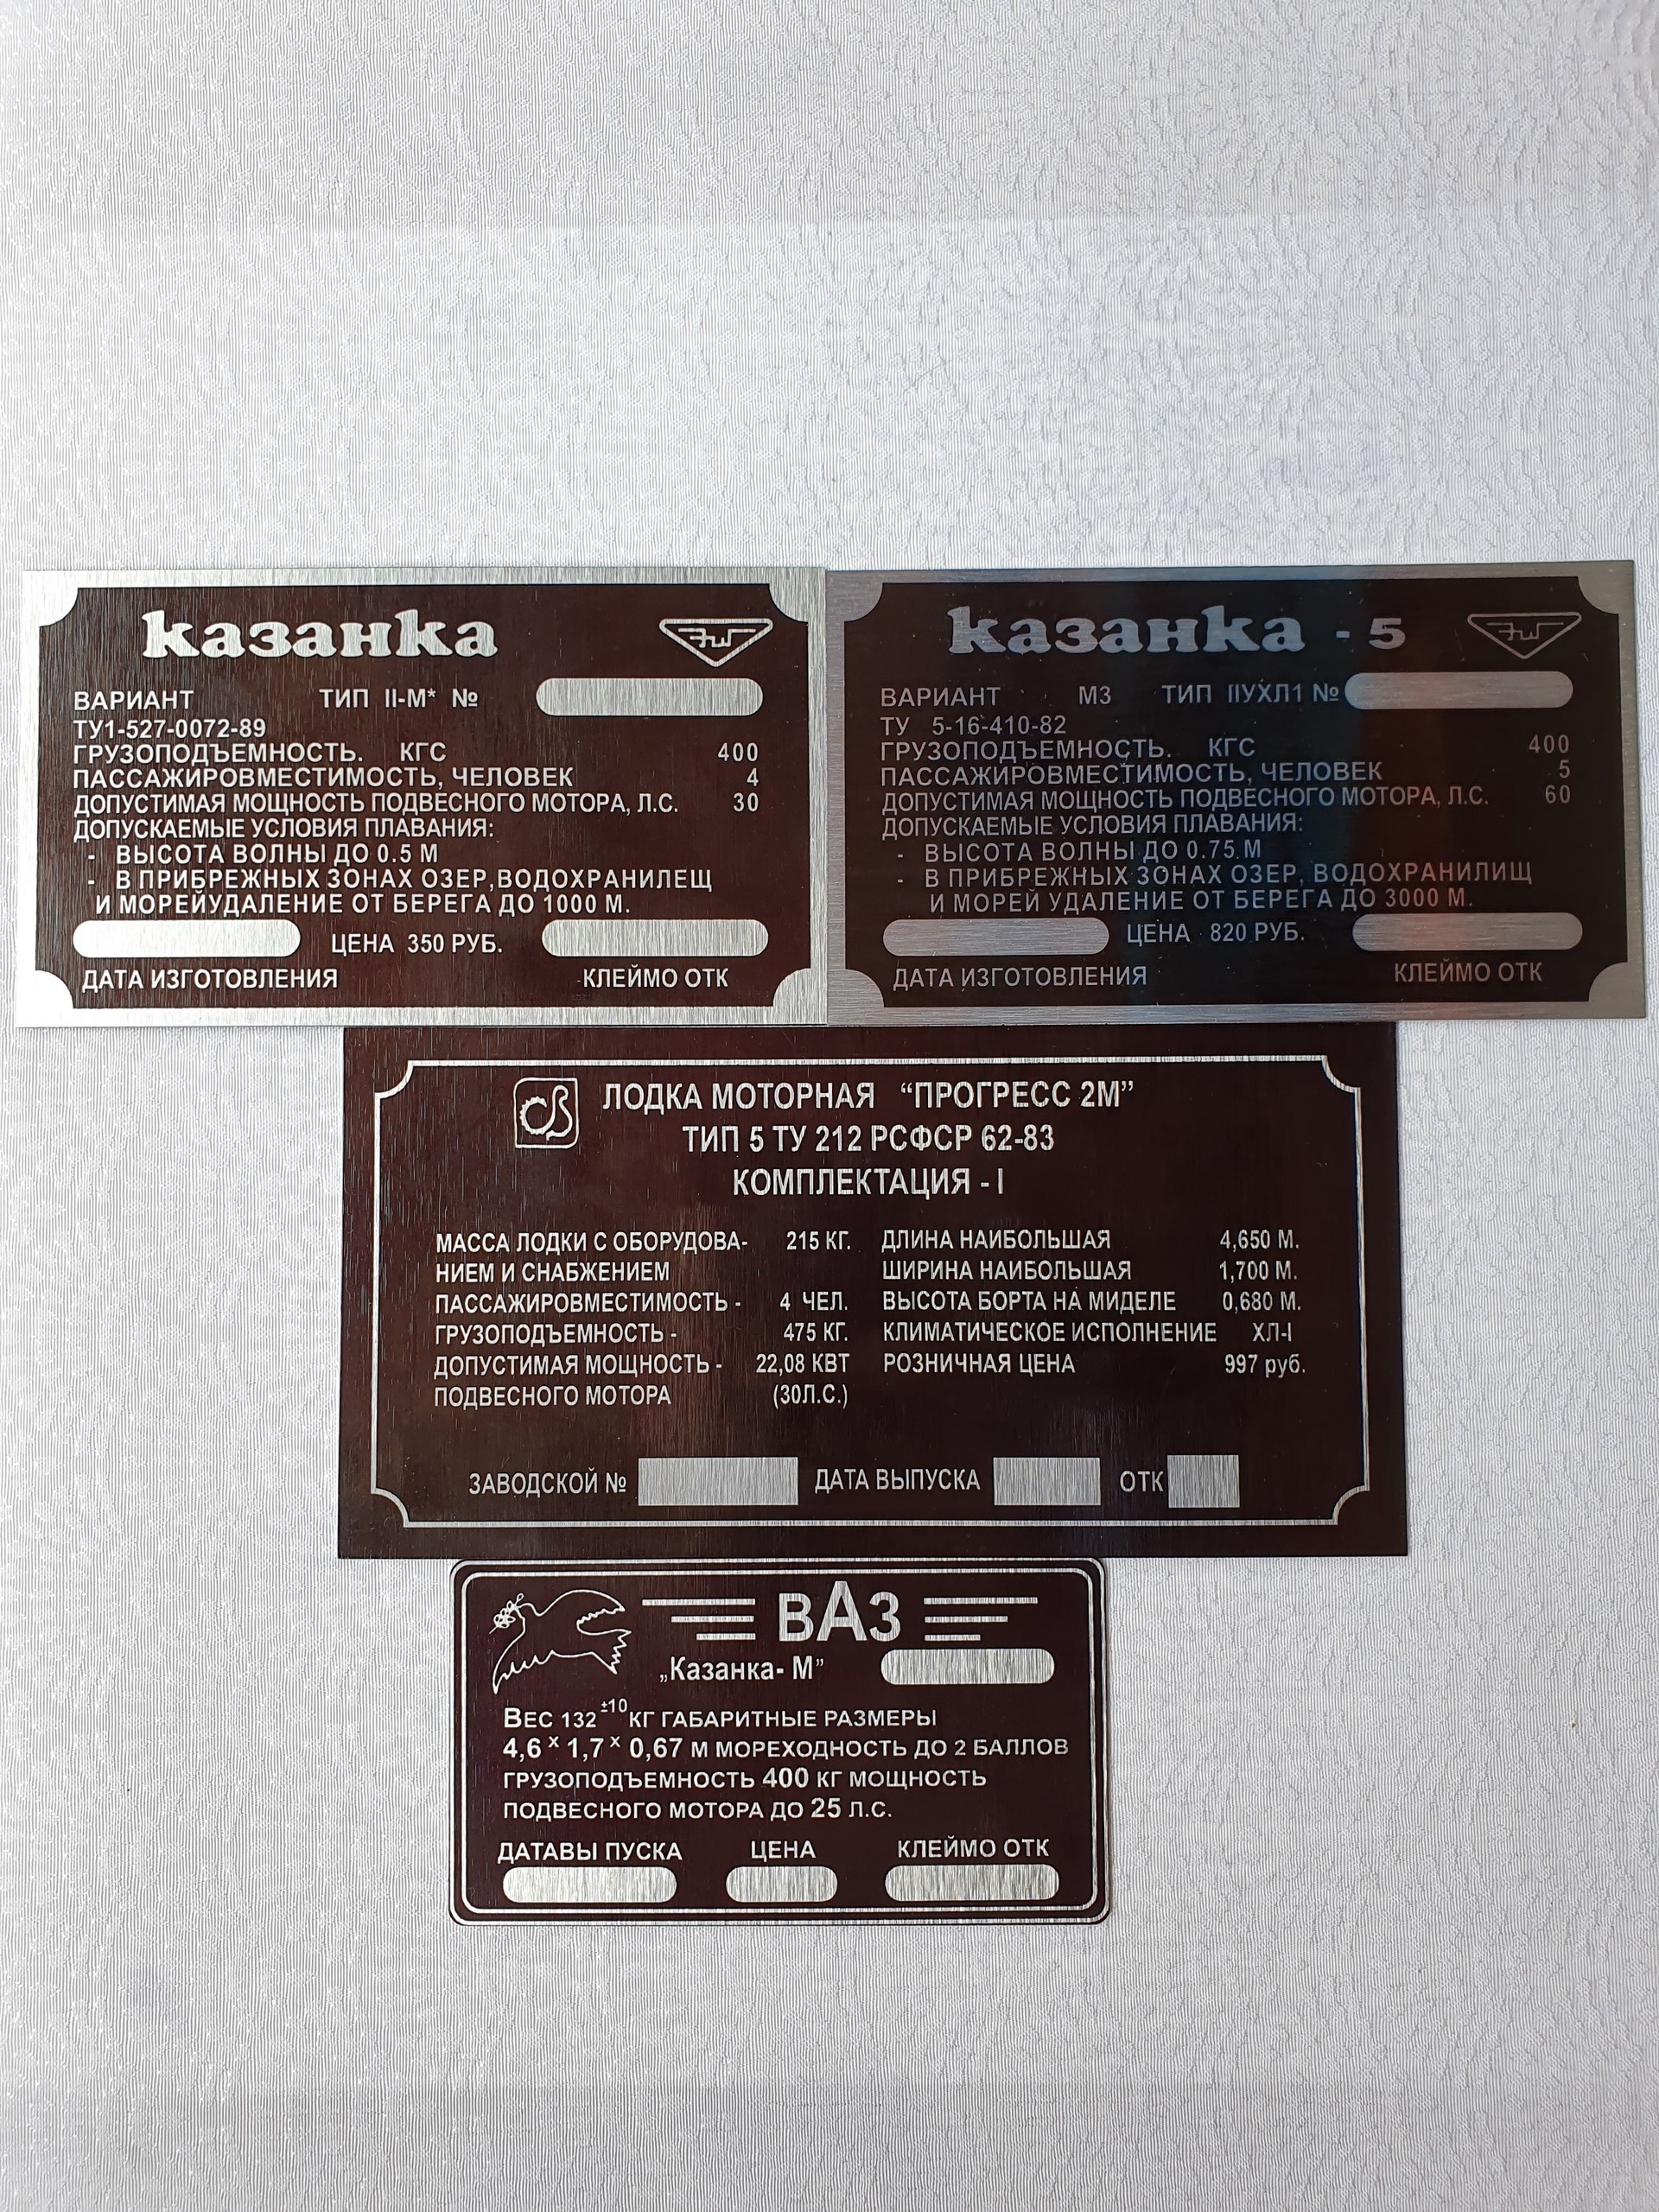 казанка
ВАРИАНТ ТИП II-М* №
ТУ1-527-0072-89
ГРУЗОПОДЪЕМНОСТЬ. КГС 400
ПАССАЖИРОВМЕСТИМОСТЬ, ЧЕЛОВЕК 4
ДОПУСТИМАЯ МОЩНОСТЬ ПОДВЕСНОГО МОТОРА, Л.С. 30
ДОПУСКАЕМЫЕ УСЛОВИЯ ПЛАВАНИЯ:
- ВЫСОТА ВОЛНЫ ДО 0.5 М
- В ПРИБРЕЖНЫХ ЗОНАХ ОЗЕР,ВОДОХРАНИЛЕЩ
И МОРЕЙУДАЛЕНИЕ ОТ БЕРЕГА ДО 1000 М.
ЦЕНА 350 РУБ.
ДАТА ИЗГОТОВЛЕНИЯ КЛЕЙМО ОТК
казанка - 5
ВАРИАНТ М3 ТИП IIУХЛ1 №
ТУ 5-16-410-82
ГРУЗОПОДЪЕМНОСТЬ. КГС 400
ПАССАЖИРОВМЕСТИМОСТЬ, ЧЕЛОВЕК 5
ДОПУСТИМАЯ МОЩНОСТЬ ПОДВЕСНОГО МОТОРА, Л.С. 60
ДОПУСКАЕМЫЕ УСЛОВИЯ ПЛАВАНИЯ:
- ВЫСОТА ВОЛНЫ ДО 0.75 М
- В ПРИБРЕЖНЫХ ЗОНАХ ОЗЕР, ВОДОХРАНИЛИЩ
И МОРЕЙ УДАЛЕНИЕ ОТ БЕРЕГА ДО 3000 М.
ЦЕНА 820 РУБ.
ДАТА ИЗГОТОВЛЕНИЯ КЛЕЙМО ОТК
ЛОДКА МОТОРНАЯ “ПРОГРЕСС 2М”
ТИП 5 ТУ 212 РСФСР 62-83
КОМПЛЕКТАЦИЯ - I
МАССА ЛОДКИ С ОБОРУДОВА- 215 КГ.
НИЕМ И СНАБЖЕНИЕМ
ПАССАЖИРОВМЕСТИМОСТЬ - 4 ЧЕЛ.
ГРУЗОПОДЪЕМНОСТЬ - 475 КГ.
ДОПУСТИМАЯ МОЩНОСТЬ - 22,08 КВТ
ПОДВЕСНОГО МОТОРА (30Л.С.)
ДЛИНА НАИБОЛЬШАЯ 4,650 М.
ШИРИНА НАИБОЛЬШАЯ 1,700 М.
ВЫСОТА БОРТА НА МИДЕЛЕ 0,680 М.
КЛИМАТИЧЕСКОЕ ИСПОЛНЕНИЕ ХЛ-I
РОЗНИЧНАЯ ЦЕНА 997 руб.
ЗАВОДСКОЙ № ДАТА ВЫПУСКА ОТК
ВАЗ
„Казанка- М”
ВЕС 132 ±10 КГ ГАБАРИТНЫЕ РАЗМЕРЫ
4,6 x 1,7 x 0,67 М МОРЕХОДНОСТЬ ДО 2 БАЛЛОВ
ГРУЗОПОДЪЕМНОСТЬ 400 КГ МОЩНОСТЬ
ПОДВЕСНОГО МОТОРА ДО 25 Л.С.
ДАТАВЫ ПУСКА ЦЕНА КЛЕЙМО ОТК